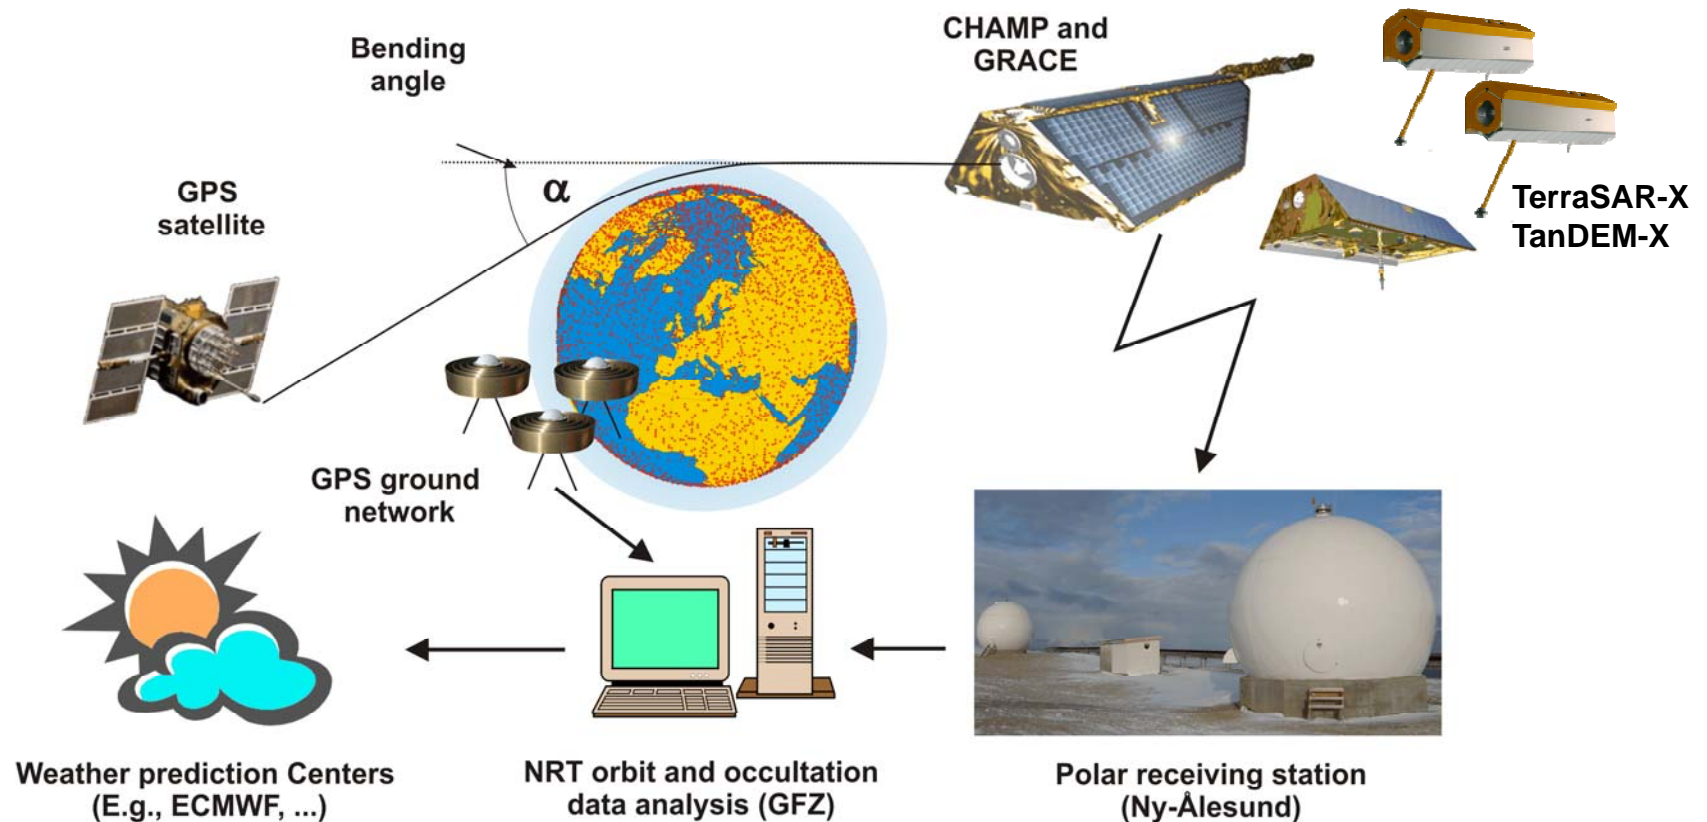 Bending
angle
CHAMP and
GRACE
TerraSAR-X
TanDEM-X
GPS
satellite
α
GPS ground
network
Weather prediction Centers
(E.g., ECMWF, ...)
NRT orbit and occultation
data analysis (GFZ)
Polar receiving station
(Ny-Ålesund)